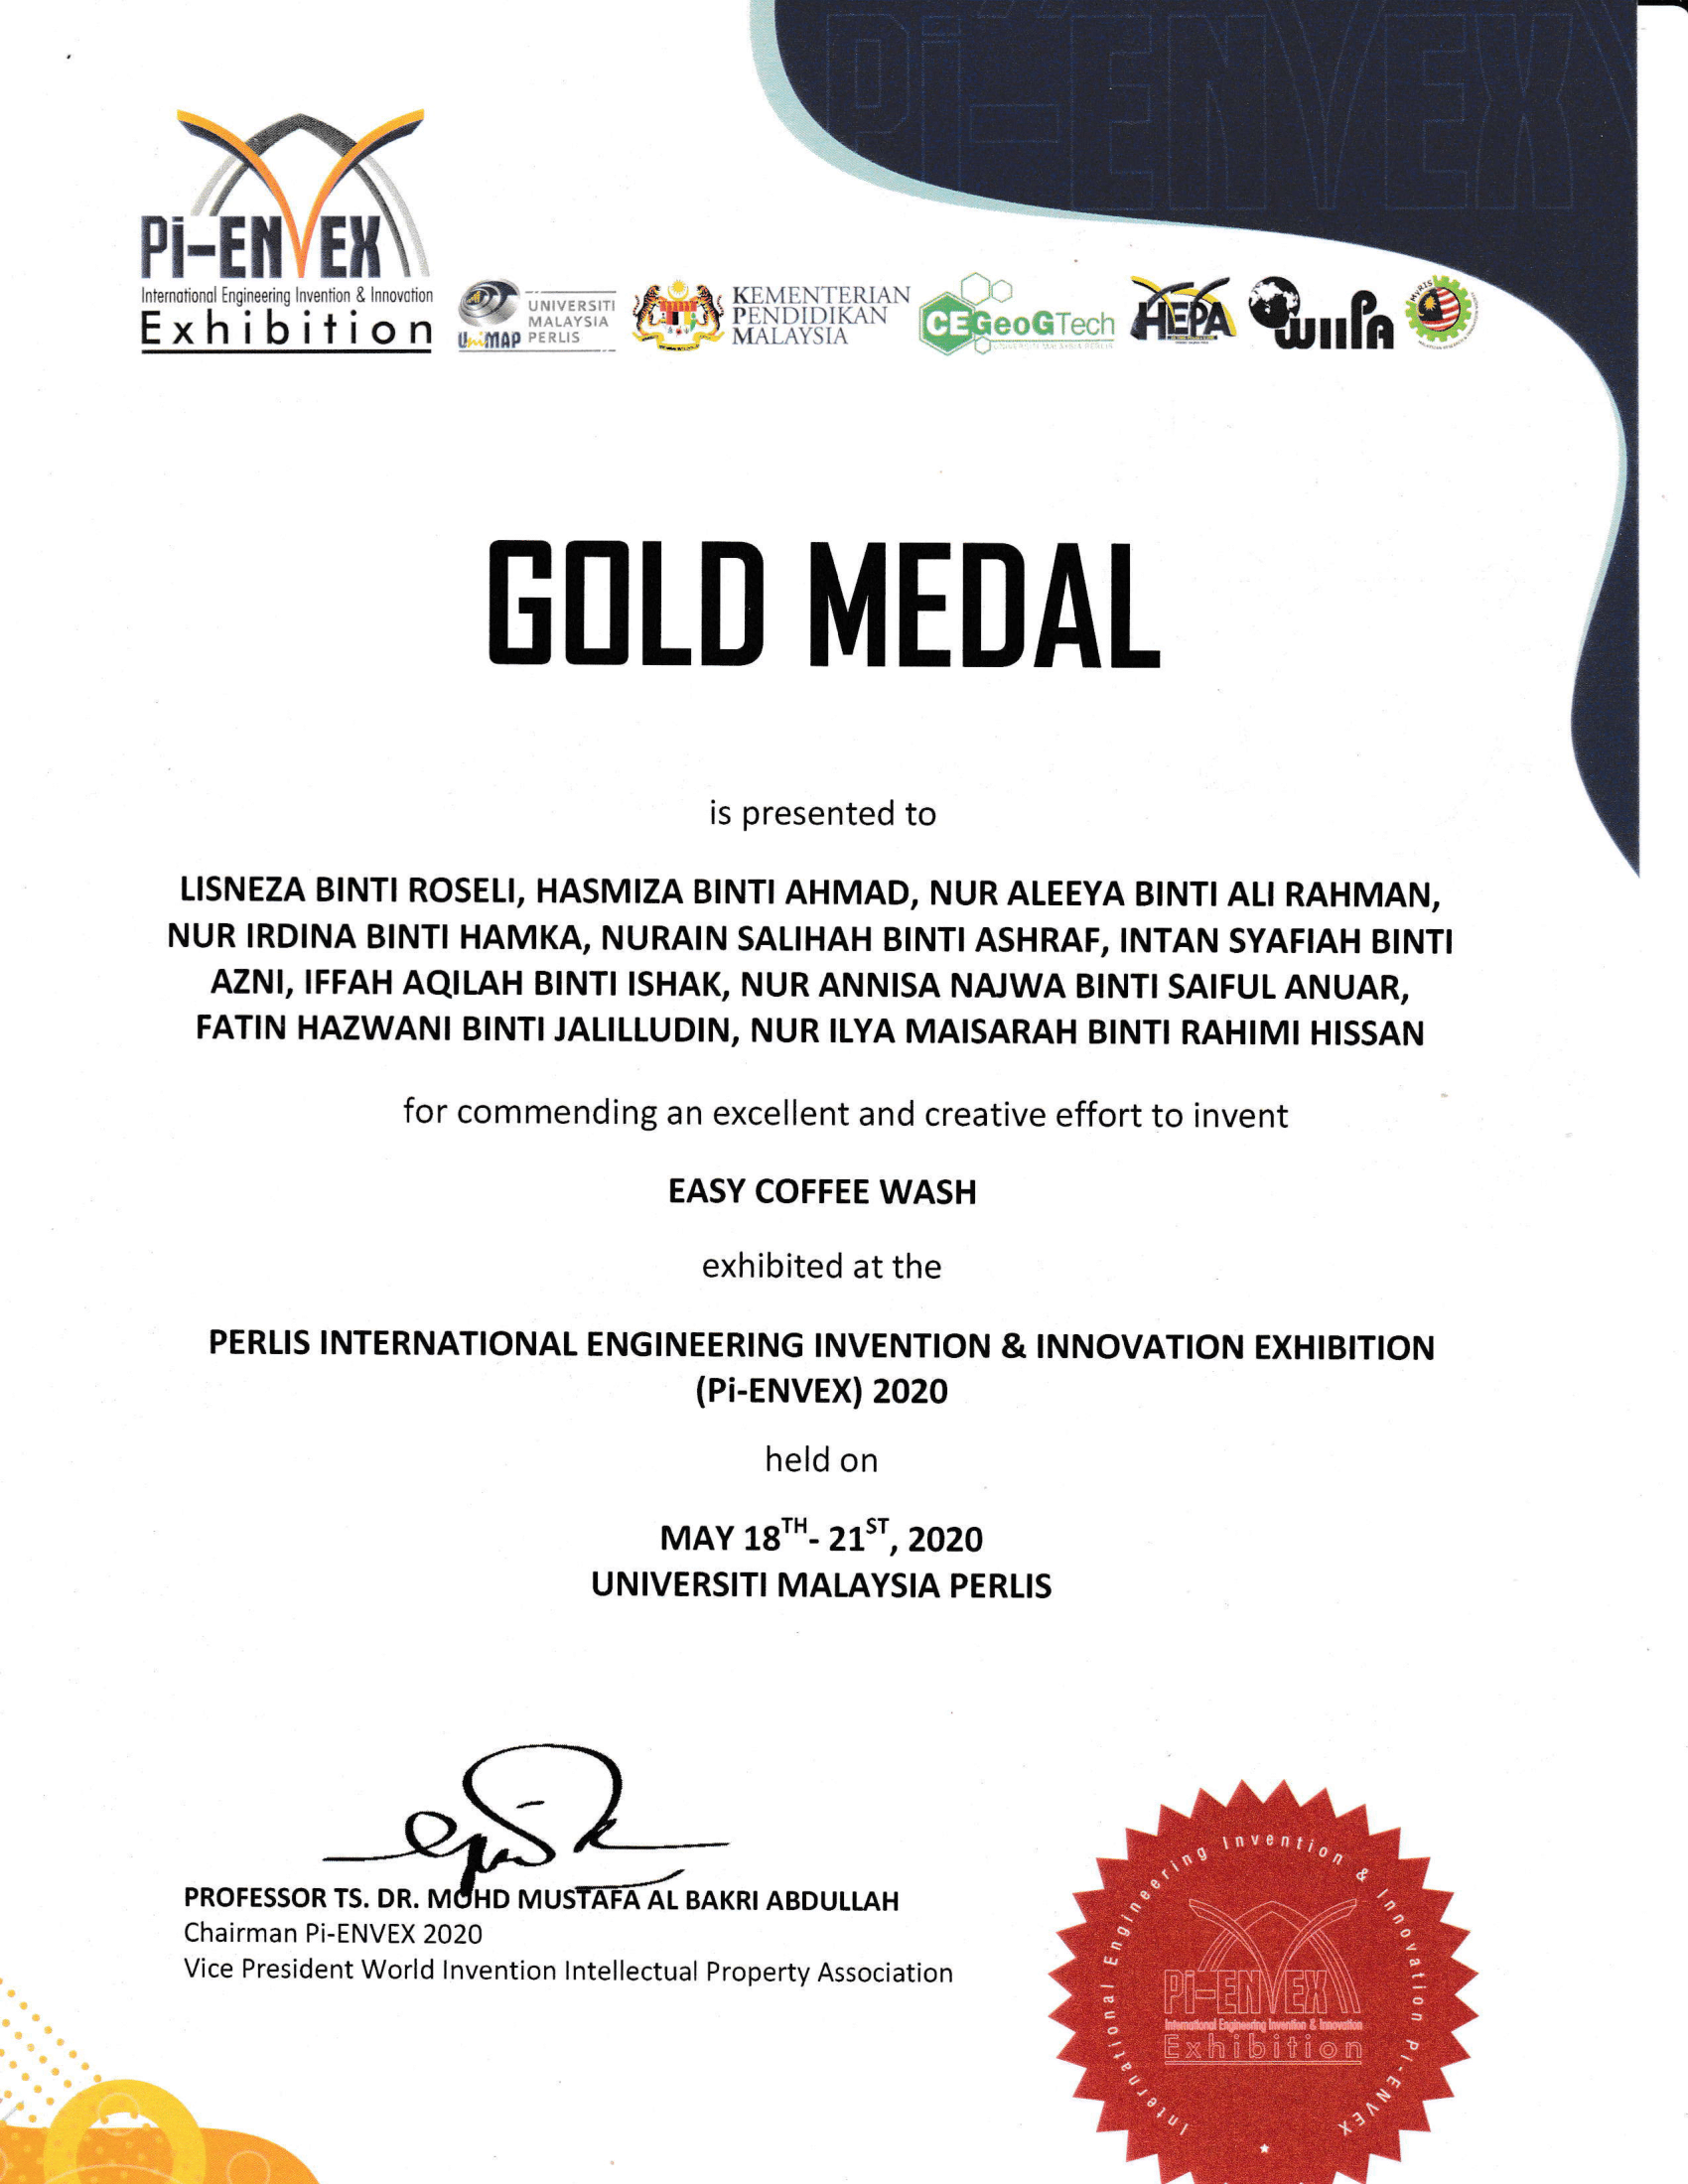 Pi-ENVEX
Pi-ENVEX
International Engineering Invention & Innovation
Exhibition
UniMAP
UNIVERSITI
MALAYSIA
PERLIS
KEMENTERIAN
PENDIDIKAN
MALAYSIA
CEGeoGTech
UNIVERSITI MALAYSIA PERLIS
HEPA
WIIPA
MYRIS
GOLD MEDAL
is presented to
LISNEZA BINTI ROSELI, HASMIZA BINTI AHMAD, NUR ALEEYA BINTI ALI RAHMAN,
NUR IRDINA BINTI HAMKA, NURAIN SALIHAH BINTI ASHRAF, INTAN SYAFIAH BINTI
AZNI, IFFAH AQILAH BINTI ISHAK, NUR ANNISA NAJWA BINTI SAIFUL ANUAR,
FATIN HAZWANI BINTI JALILLUDIN, NUR ILYA MAISARAH BINTI RAHIMI HISSAN
for commending an excellent and creative effort to invent
EASY COFFEE WASH
exhibited at the
PERLIS INTERNATIONAL ENGINEERING INVENTION & INNOVATION EXHIBITION
(Pi-ENVEX) 2020
held on
MAY 18TH- 21ST, 2020
UNIVERSITI MALAYSIA PERLIS
PROFESSOR TS. DR. MOHD MUSTAFA AL BAKRI ABDULLAH
Chairman Pi-ENVEX 2020
Vice President World Invention Intellectual Property Association
International Engineering Invention & Innovation Pi-ENVEX
Pi-ENVEX
International Engineering Invention & Innovation
Exhibition